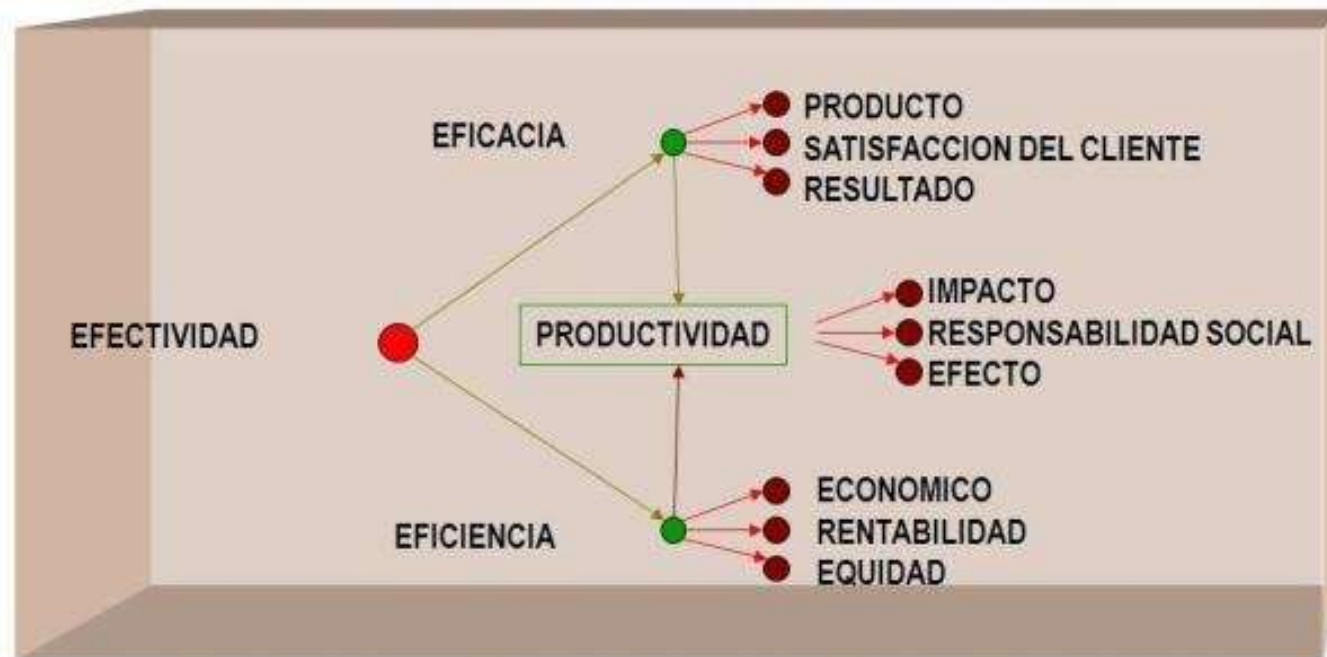 EFICACIA
PRODUCTO
SATISFACCION DEL CLIENTE
RESULTADO
EFECTIVIDAD
PRODUCTIVIDAD
IMPACTO
RESPONSABILIDAD SOCIAL
EFECTO
EFICIENCIA
ECONOMICO
RENTABILIDAD
EQUIDAD